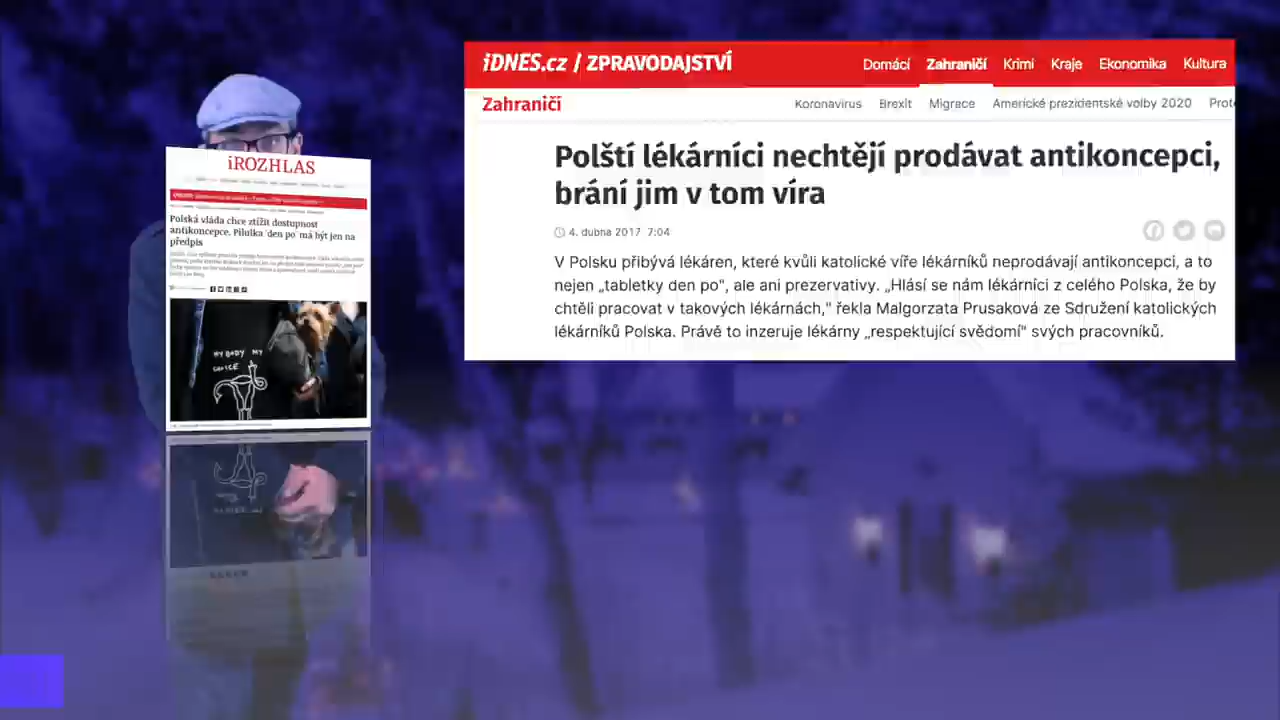 iROZHLAS
Polská vláda chce ztížit dostupnost
antikoncepce. Pilulka 'den po' má být jen na
předpis
MY BODY MY
CHOICE
iDNES.cz / ZPRAVODAJSTVÍ
Domácí Zahraničí Krimi Kraje Ekonomika Kultura
Zahraničí
Koronavirus Brexit Migrace Americké prezidentské volby 2020
Polští lékárníci nechtějí prodávat antikoncepci,
brání jim v tom víra
4. dubna 2017 7:04
V Polsku přibývá lékáren, které kvůli katolické víře lékárníků neprodávají antikoncepci, a to
nejen „tabletky den po", ale ani prezervativy. „Hlásí se nám lékárníci z celého Polska, že by
chtěli pracovat v takových lékárnách," řekla Malgorzata Prusaková ze Sdružení katolických
lékárníků Polska. Právě to inzeruje lékárny „respektující svědomí" svých pracovníků.